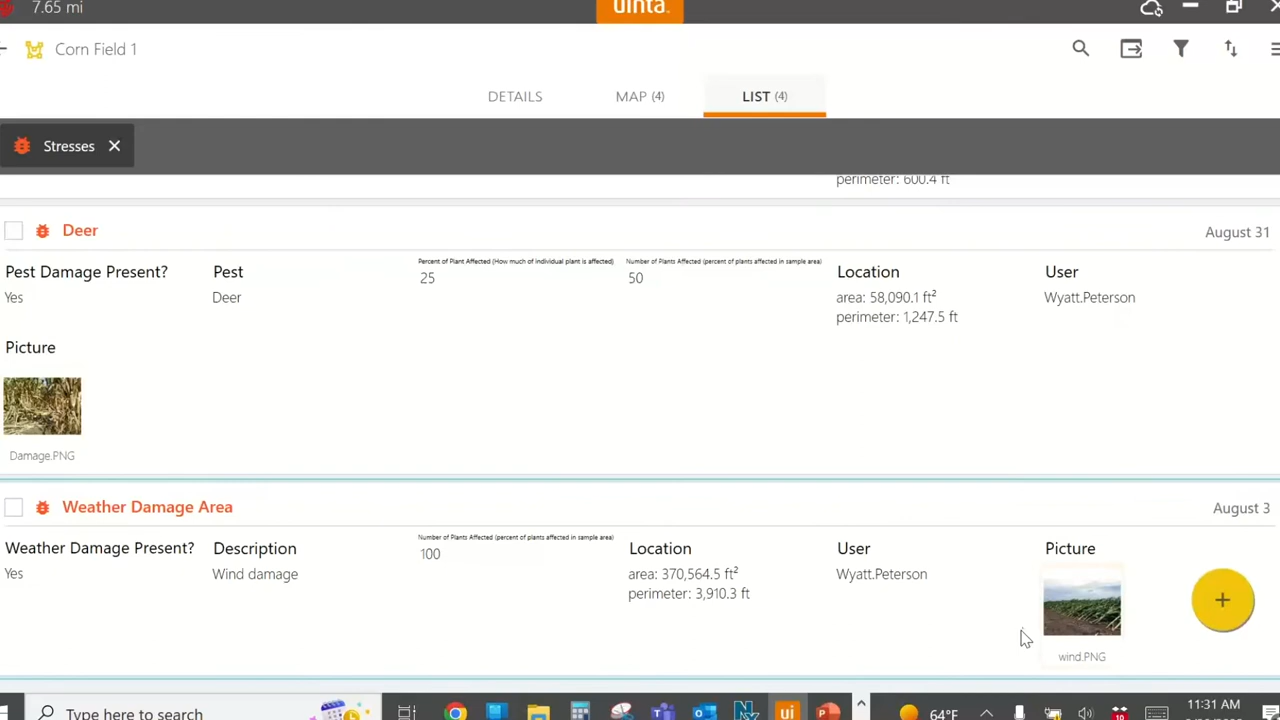 7.65 mi
uinta.
Corn Field 1
DETAILS
MAP (4)
LIST (4)
Stresses
perimeter: 600.4 ft
Deer
August 31
Pest Damage Present?
Yes
Pest
Deer
Percent of Plant Affected (How much of individual plant is affected)
25
Number of Plants Affected (percent of plants affected in sample area)
50
Location
area: 58,090.1 ft²
perimeter: 1,247.5 ft
User
Wyatt.Peterson
Picture
Damage.PNG
Weather Damage Area
August 3
Weather Damage Present?
Yes
Description
Wind damage
Number of Plants Affected (percent of plants affected in sample area)
100
Location
area: 370,564.5 ft²
perimeter: 3,910.3 ft
User
Wyatt.Peterson
Picture
wind.PNG
Type here to search
ui
64°F
10
11:31 AM